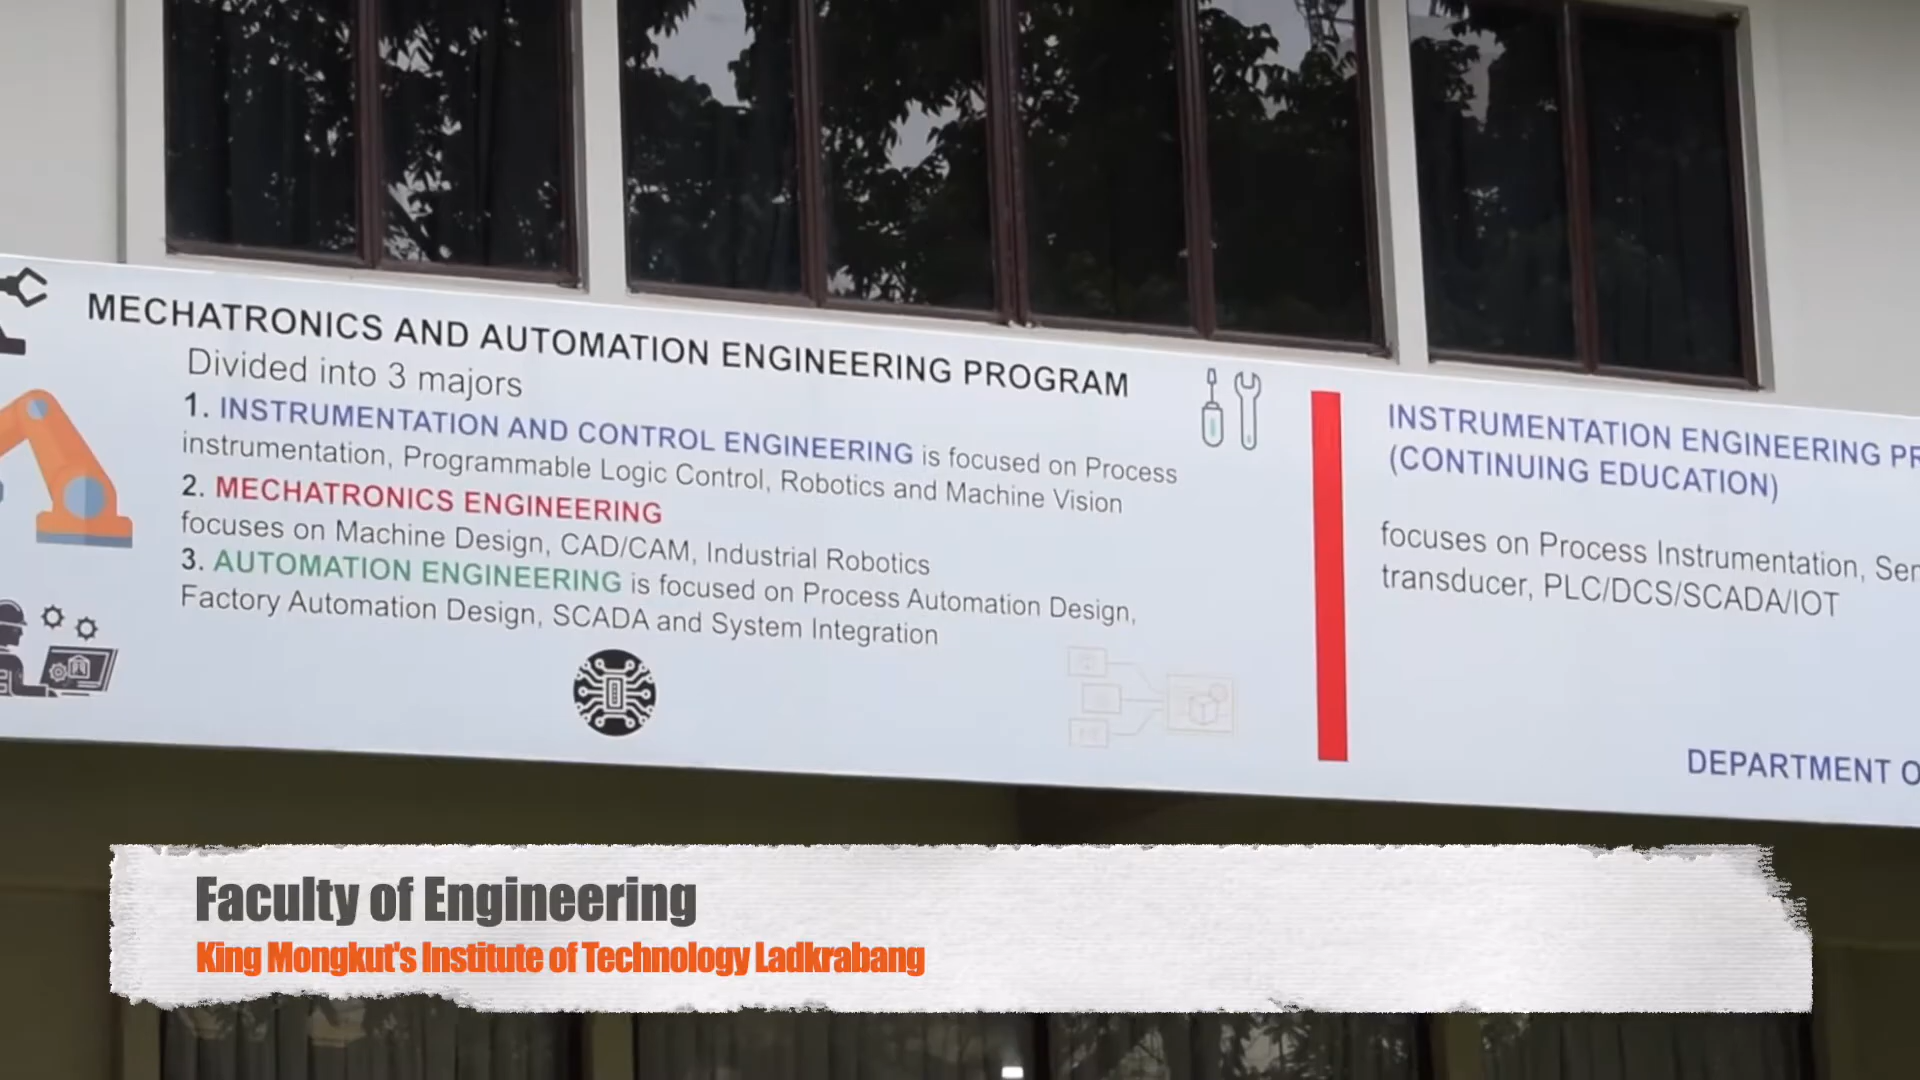 MECHATRONICS AND AUTOMATION ENGINEERING PROGRAM
Divided into 3 majors
1. INSTRUMENTATION AND CONTROL ENGINEERING is focused on Process
instrumentation, Programmable Logic Control, Robotics and Machine Vision
2. MECHATRONICS ENGINEERING
focuses on Machine Design, CAD/CAM, Industrial Robotics
3. AUTOMATION ENGINEERING is focused on Process Automation Design,
Factory Automation Design, SCADA and System Integration
INSTRUMENTATION ENGINEERING
(CONTINUING EDUCATION)
focuses on Process Instrumentation,
transducer, PLC/DCS/SCADA/IOT
DEPARTMENT
Faculty of Engineering
King Mongkut's Institute of Technology Ladkrabang